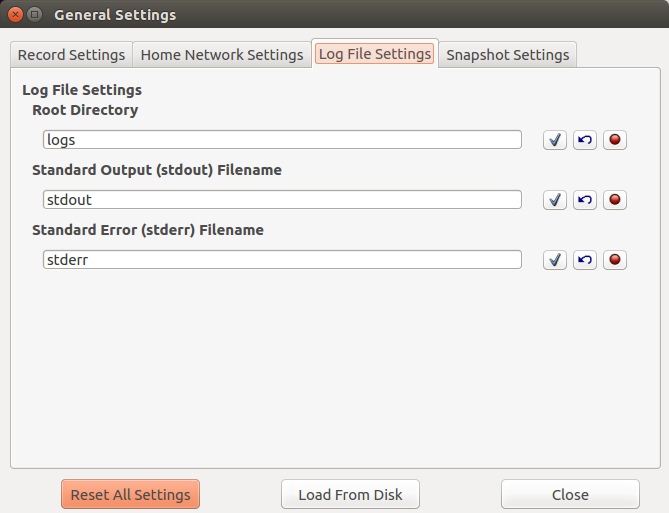 General Settings
Record Settings Home Network Settings Log File Settings Snapshot Settings
Log File Settings
Root Directory
logs
Standard Output (stdout) Filename
stdout
Standard Error (stderr) Filename
stderr
Reset All Settings Load From Disk Close